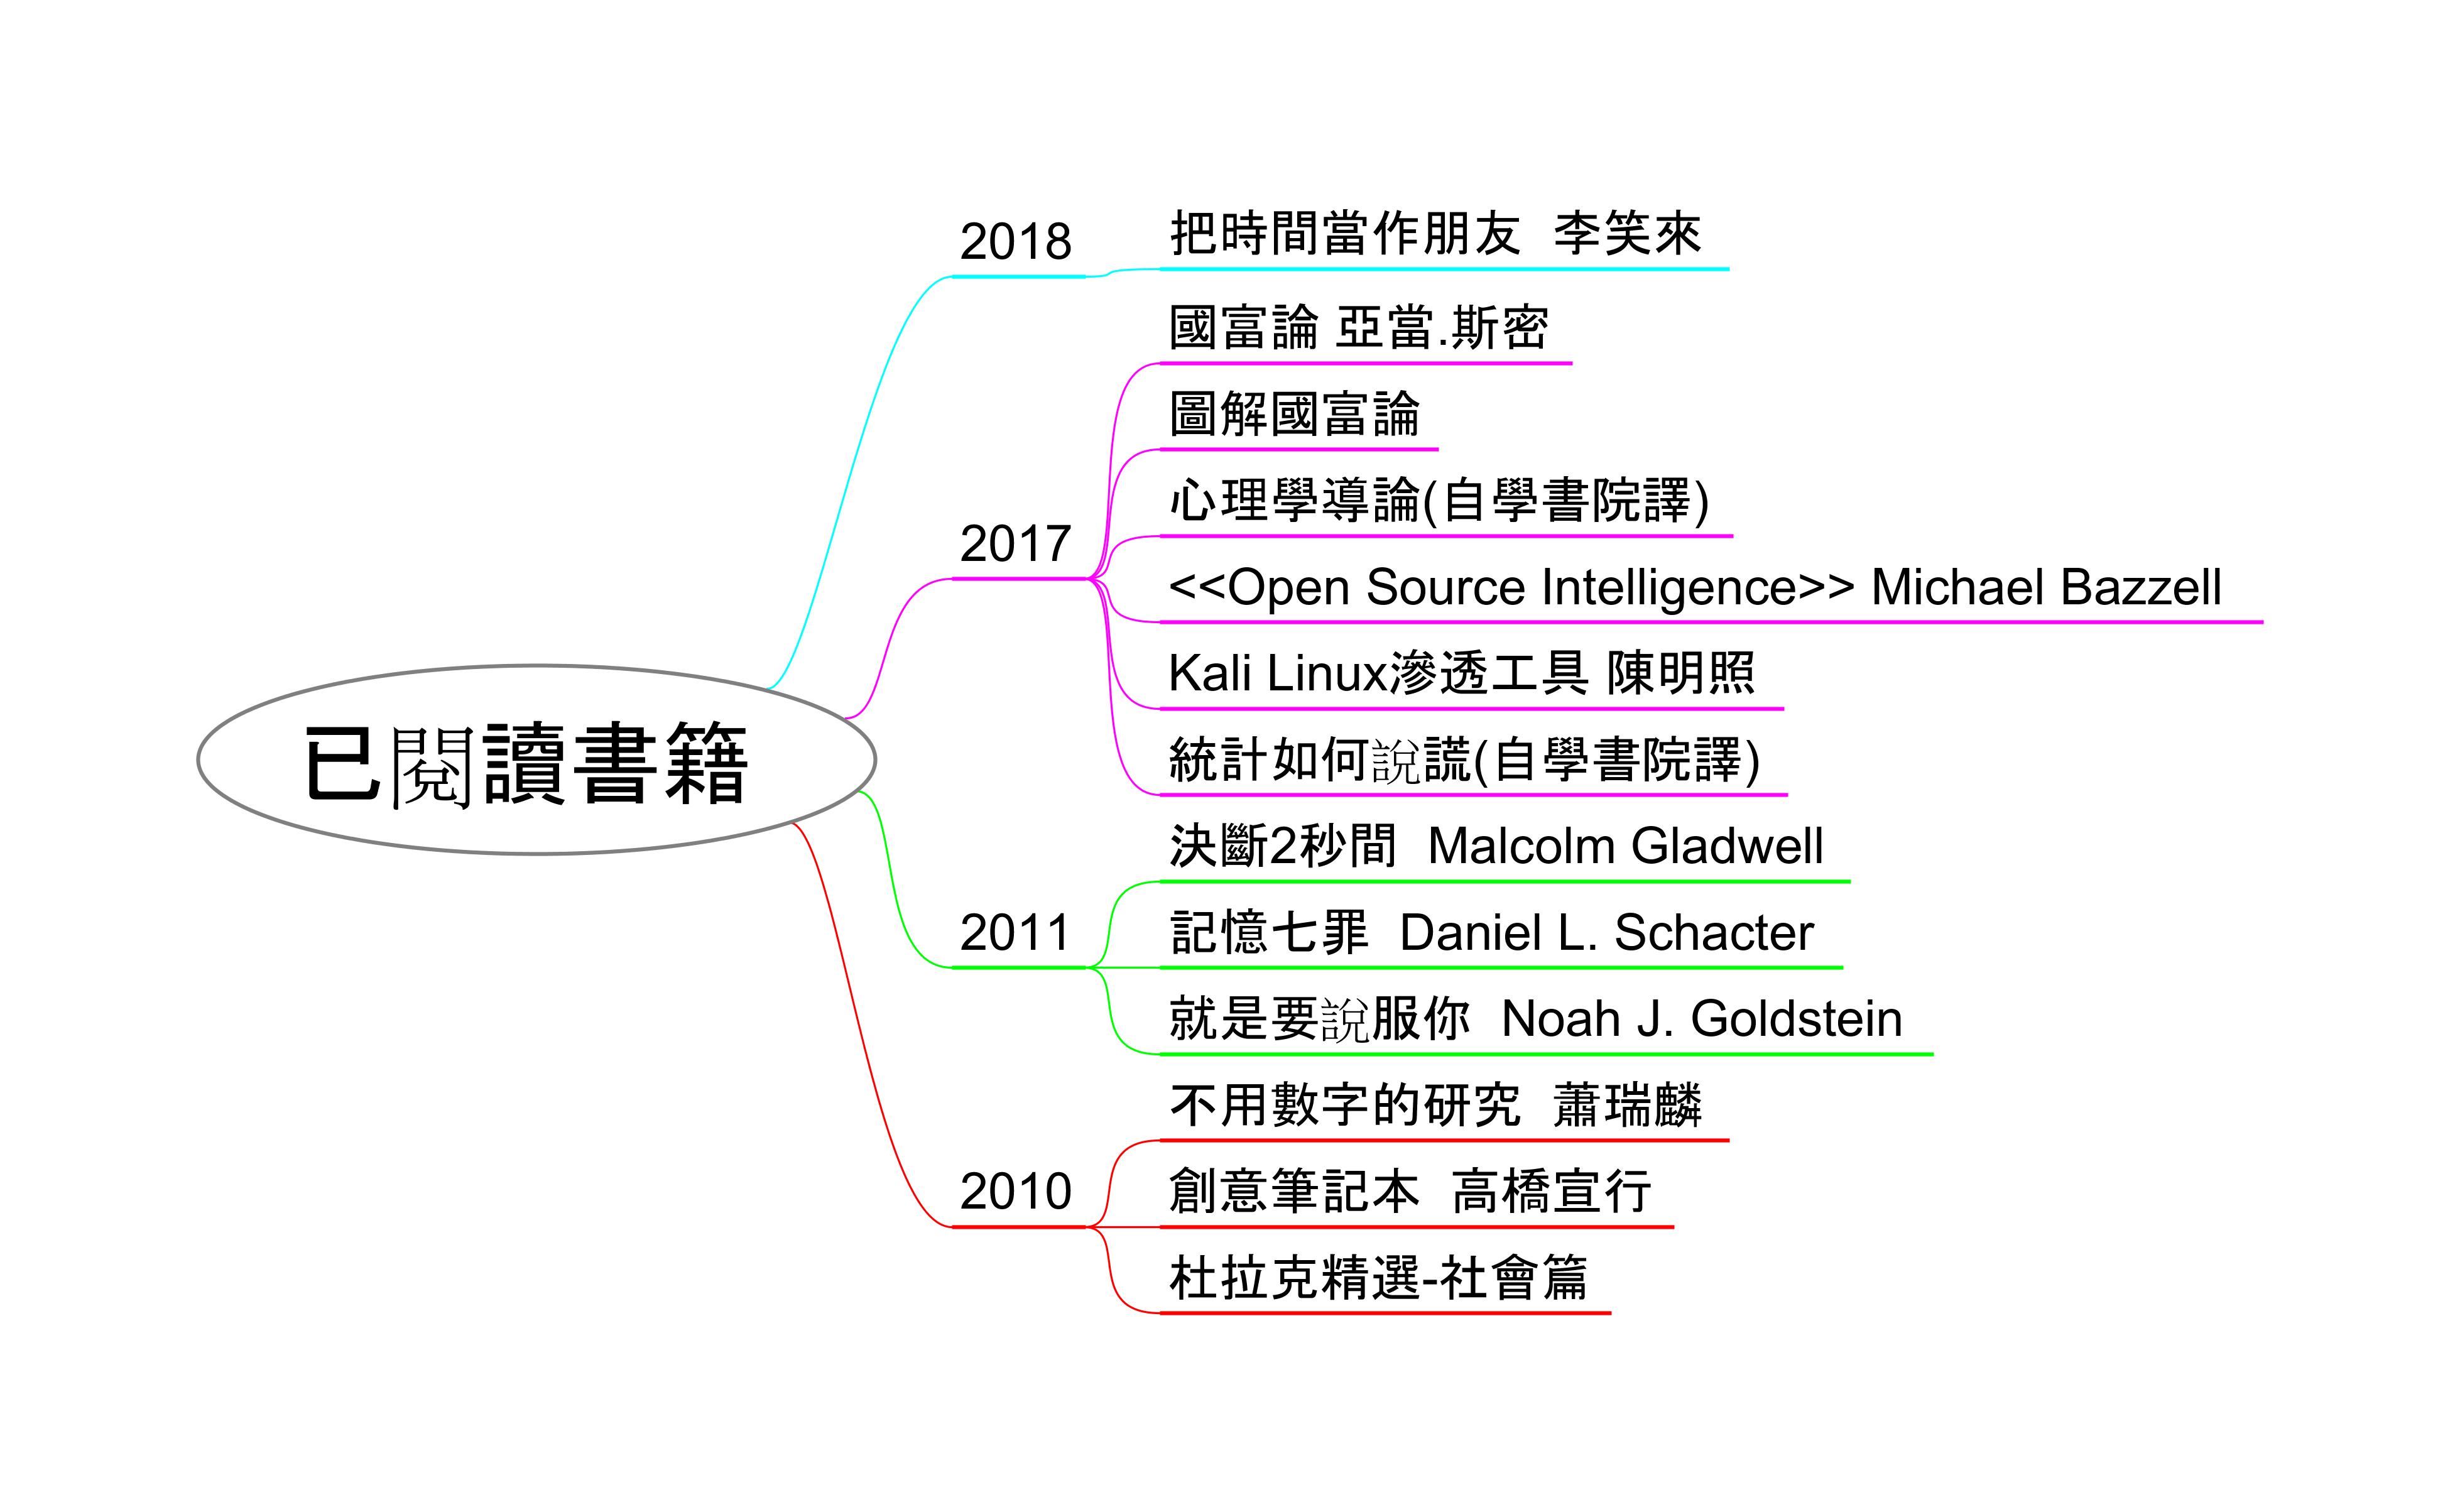 已閱讀書籍
2018
把時間當作朋友  李笑來
2017
國富論 亞當.斯密
圖解國富論
心理學導論(自學書院譯)
<<Open Source Intelligence>> Michael Bazzell
Kali Linux滲透工具 陳明照
統計如何說謊(自學書院譯)
2011
決斷2秒間  Malcolm Gladwell
記憶七罪  Daniel L. Schacter
就是要說服你  Noah J. Goldstein
2010
不用數字的研究  蕭瑞麟
創意筆記本  高橋宣行
杜拉克精選-社會篇